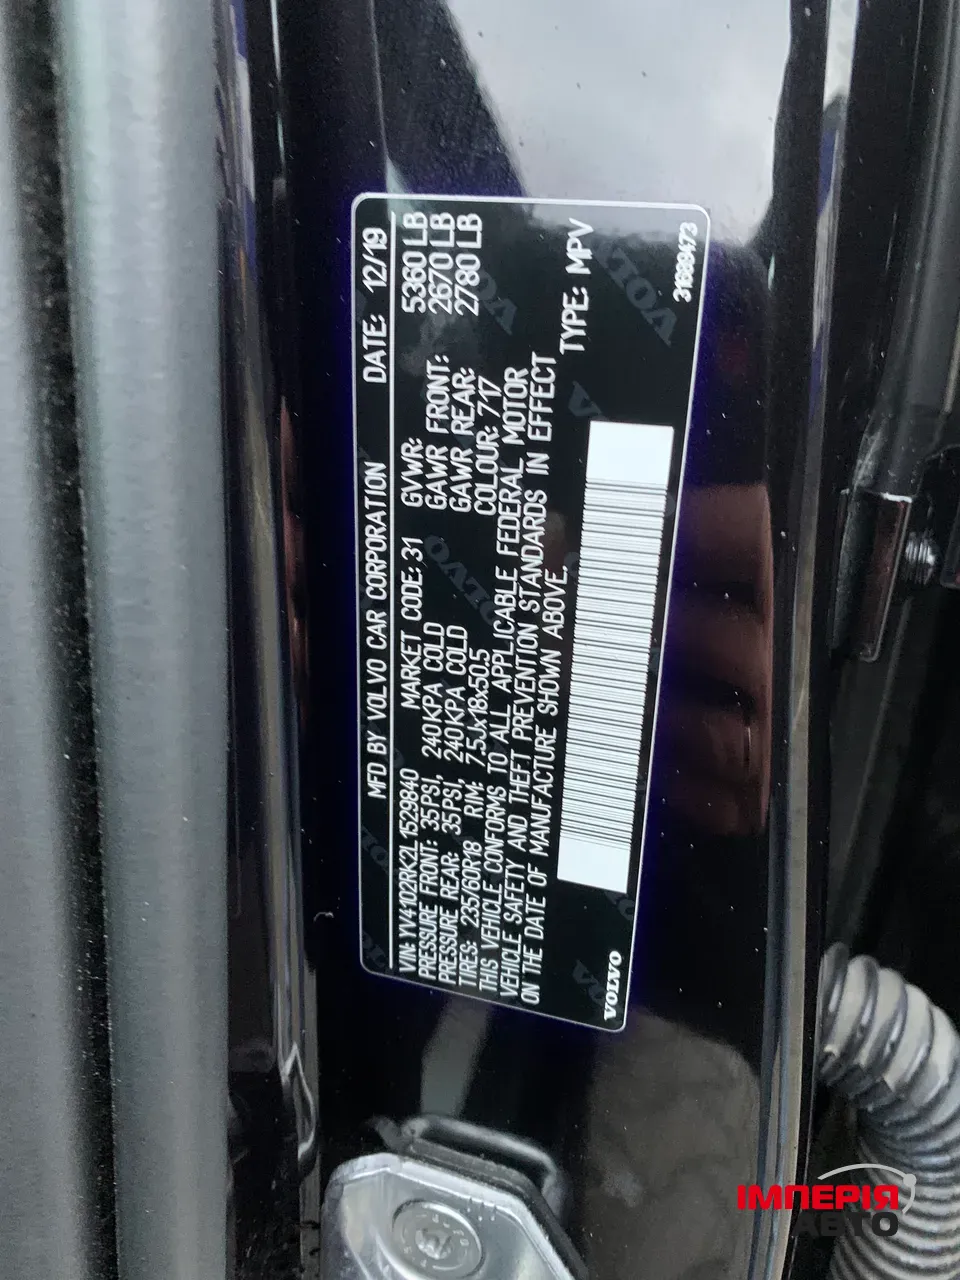 MFD BY VOLVO CAR CORPORATION DATE: 12/19
VIN: YV4102RK2L1529840 MARKET CODE: 31 GVWR: 5360 LB
PRESSURE FRONT: 35PSI, 240KPA COLD GAWR FRONT: 2670 LB
PRESSURE REAR: 35PSI, 240KPA COLD GAWR REAR: 2780 LB
TIRES: 235/60R18 RIM: 7.5Jx18x50.5 COLOUR: 717
THIS VEHICLE CONFORMS TO ALL APPLICABLE FEDERAL MOTOR
VEHICLE SAFETY AND THEFT PREVENTION STANDARDS IN EFFECT
ON THE DATE OF MANUFACTURE SHOWN ABOVE. TYPE: MPV
VOLVO
ІМПЕРІЯ
АВТО